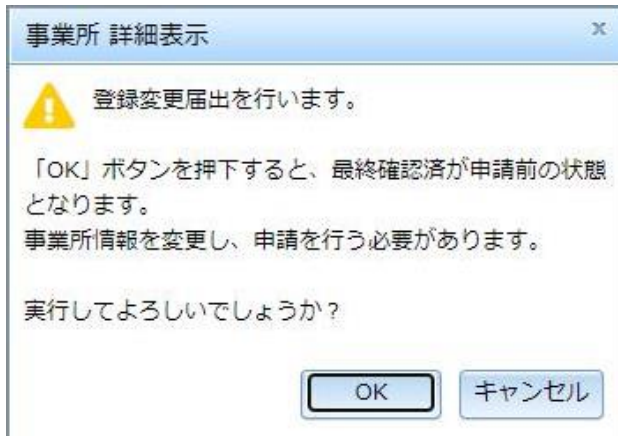 事業所 詳細表示
x
登録変更届出を行います。
「OK」ボタンを押下すると、最終確認済が申請前の状態
となります。
事業所情報を変更し、申請を行う必要があります。
実行してよろしいでしょうか？
OK
キャンセル